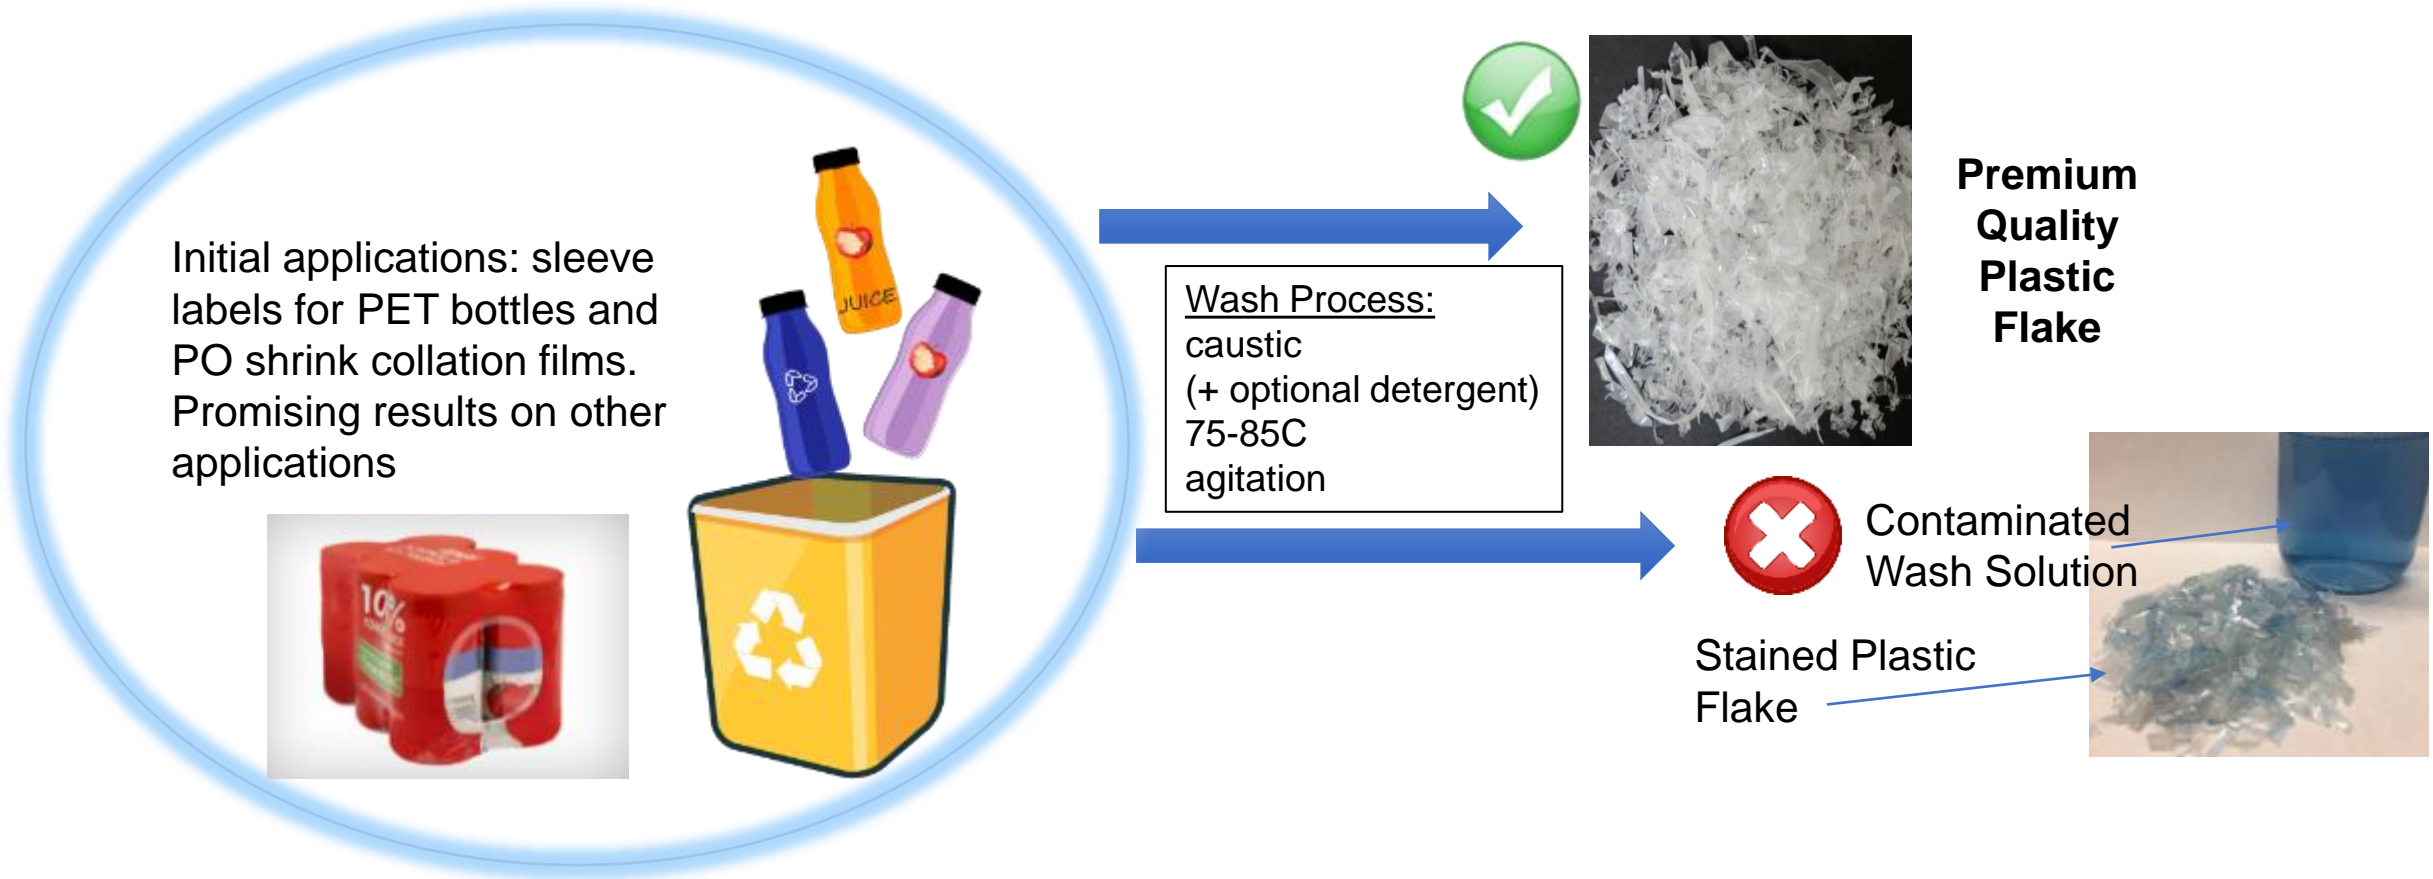 Initial applications: sleeve
labels for PET bottles and
PO shrink collation films.
Promising results on other
applications
JUICE
10%
Wash Process:
caustic
(+ optional detergent)
75-85C
agitation
Premium
Quality
Plastic
Flake
Contaminated
Wash Solution
Stained Plastic
Flake